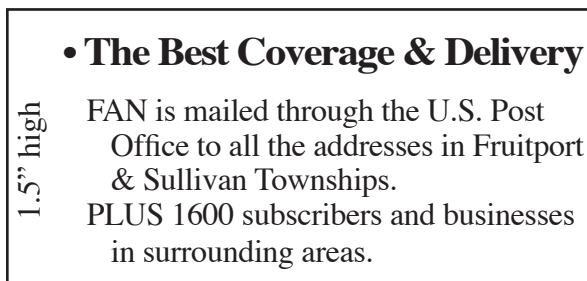 • The Best Coverage & Delivery
1.5” high
FAN is mailed through the U.S. Post
Office to all the addresses in Fruitport
& Sullivan Townships.
PLUS 1600 subscribers and businesses
in surrounding areas.